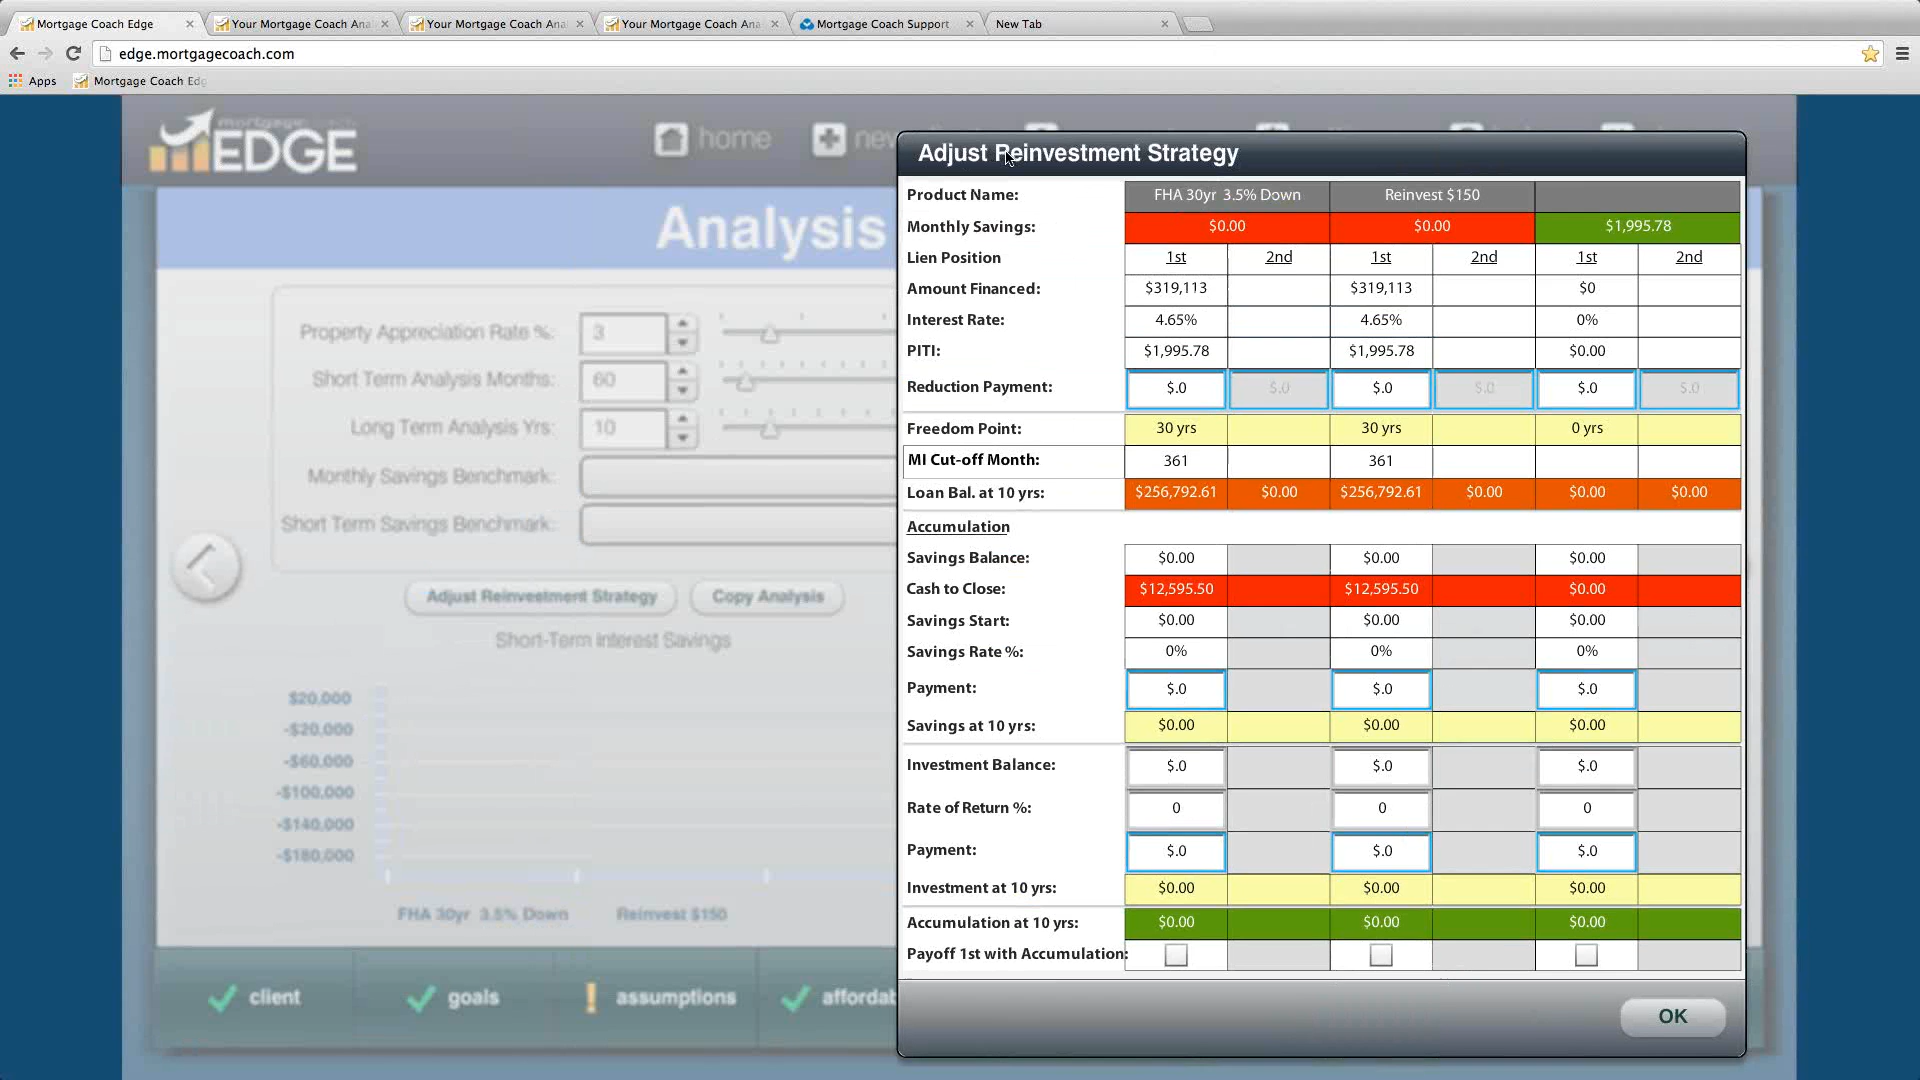 Mortgage Coach Edge
Your Mortgage Coach Ana
Your Mortgage Coach Ana
Your Mortgage Coach Ana
Mortgage Coach Support
New Tab
edge.mortgagecoach.com
Apps
Mortgage Coach Edg
mortgage
EDGE
home
new
Analysis
Property Appreciation Rate %: 3
Short Term Analysis Months: 60
Long Term Analysis Yrs: 10
Monthly Savings Benchmark:
Short Term Savings Benchmark:
Adjust Reinvestment Strategy
Copy Analysis
Short-Term Interest Savings
$20,000
-$20,000
-$60,000
-$100,000
-$140,000
-$180,000
FHA 30yr 3.5% Down
Reinvest $150
client
goals
assumptions
affordab
Adjust Reinvestment Strategy
Product Name: FHA 30yr 3.5% Down Reinvest $150
Monthly Savings: $0.00 $0.00 $1,995.78
Lien Position 1st 2nd 1st 2nd 1st 2nd
Amount Financed: $319,113 $319,113 $0
Interest Rate: 4.65% 4.65% 0%
PITI: $1,995.78 $1,995.78 $0.00
Reduction Payment: $.0 $.0 $.0 $.0 $.0 $.0
Freedom Point: 30 yrs 30 yrs 0 yrs
MI Cut-off Month: 361 361
Loan Bal. at 10 yrs: $256,792.61 $0.00 $256,792.61 $0.00 $0.00 $0.00
Accumulation
Savings Balance: $0.00 $0.00 $0.00
Cash to Close: $12,595.50 $12,595.50 $0.00
Savings Start: $0.00 $0.00 $0.00
Savings Rate %: 0% 0% 0%
Payment: $.0 $.0 $.0
Savings at 10 yrs: $0.00 $0.00 $0.00
Investment Balance: $.0 $.0 $.0
Rate of Return %: 0 0 0
Payment: $.0 $.0 $.0
Investment at 10 yrs: $0.00 $0.00 $0.00
Accumulation at 10 yrs: $0.00 $0.00 $0.00
Payoff 1st with Accumulation:
OK